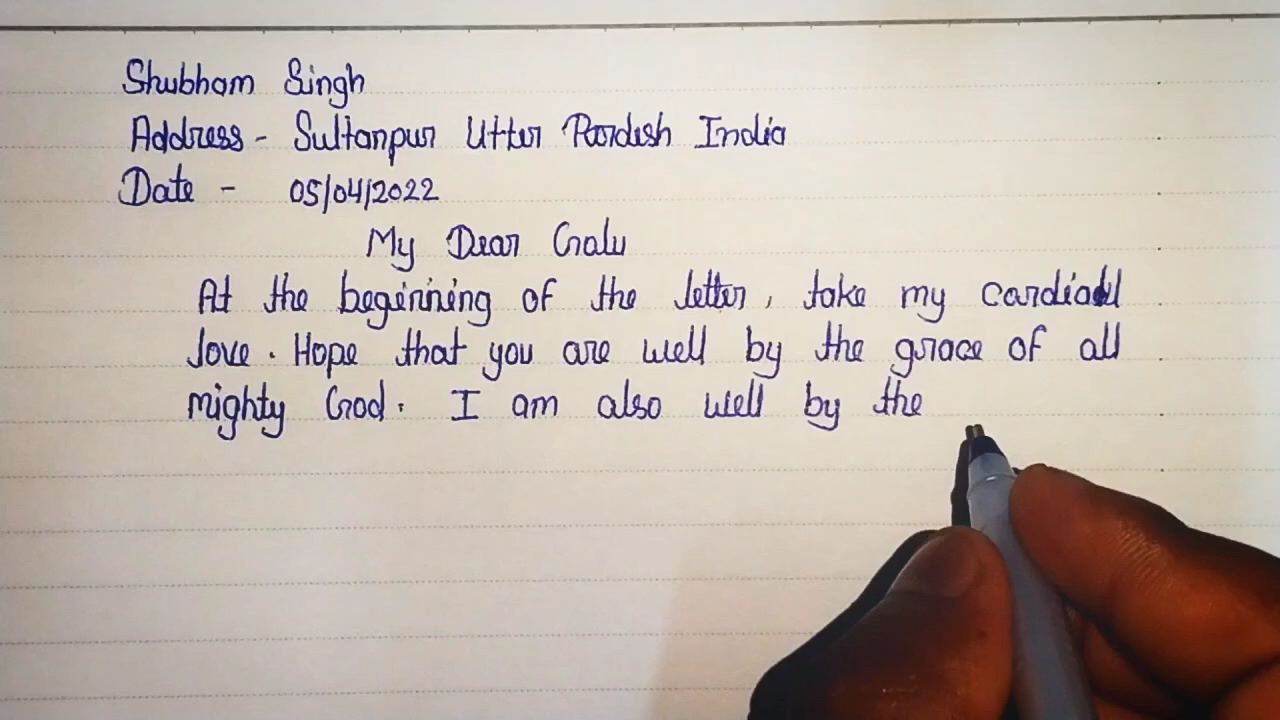 Shubham Singh
Address - Sultanpur Utter Pardesh India
Date - 05/04/2022
My Dear Golu
At the beginning of the letter, take my cardiall
love. Hope that you are well by the grace of all
mighty God. I am also well by the